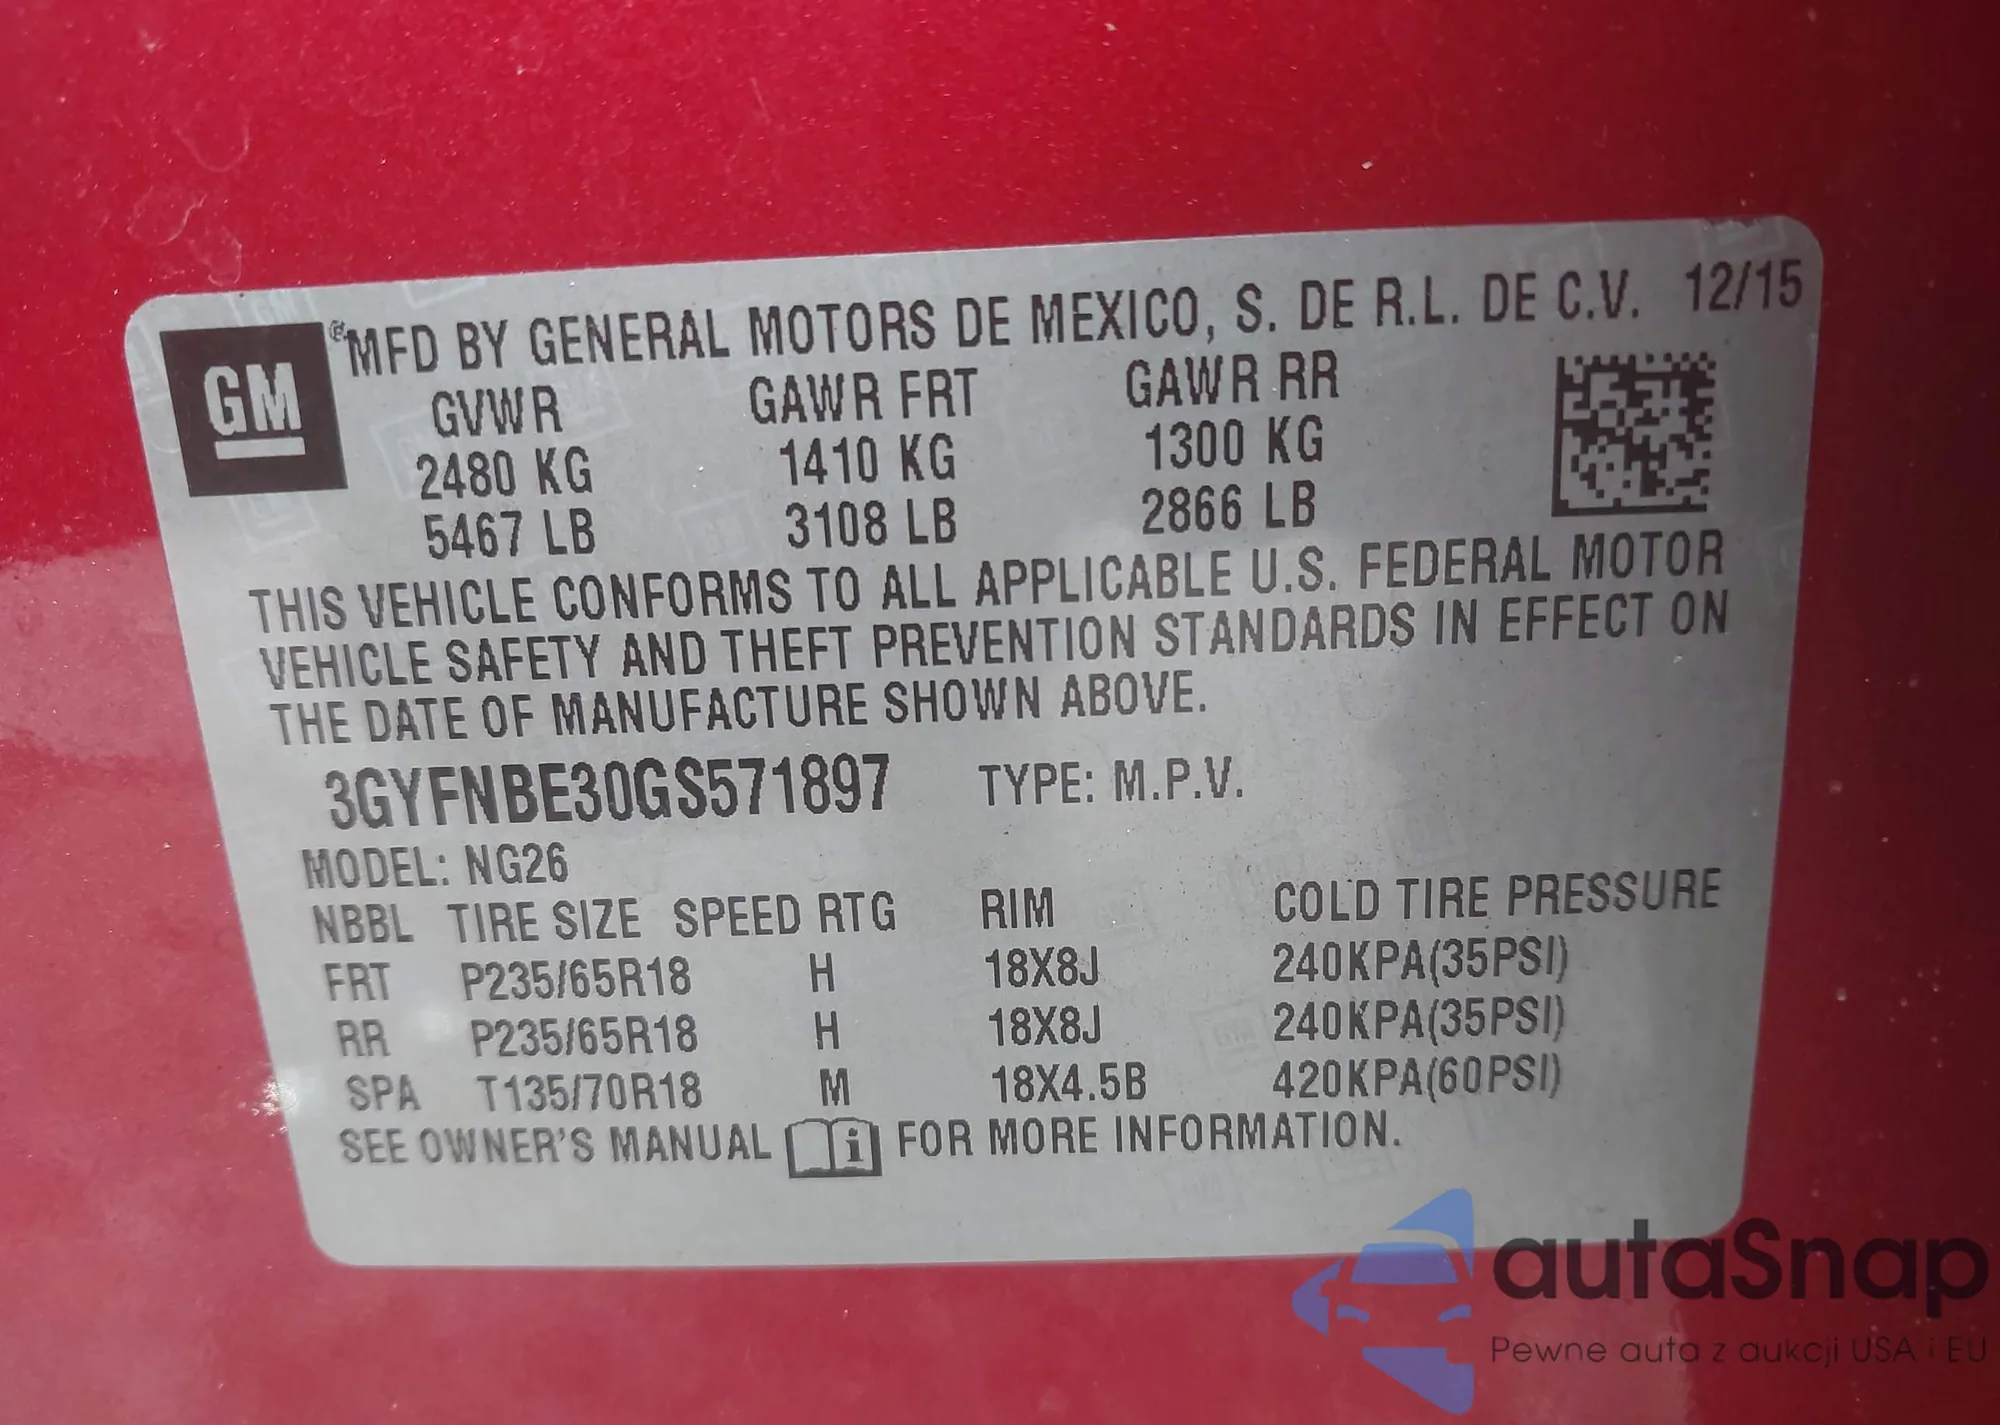 GM ® MFD BY GENERAL MOTORS DE MEXICO, S. DE R.L. DE C.V. 12/15
GVWR GAWR FRT GAWR RR
2480 KG 1410 KG 1300 KG
5467 LB 3108 LB 2866 LB
THIS VEHICLE CONFORMS TO ALL APPLICABLE U.S. FEDERAL MOTOR
VEHICLE SAFETY AND THEFT PREVENTION STANDARDS IN EFFECT ON
THE DATE OF MANUFACTURE SHOWN ABOVE.
3GYFNBE30GS571897 TYPE: M.P.V.
MODEL: NG26
NBBL TIRE SIZE SPEED RTG RIM COLD TIRE PRESSURE
FRT P235/65R18 H 18X8J 240KPA(35PSI)
RR P235/65R18 H 18X8J 240KPA(35PSI)
SPA T135/70R18 M 18X4.5B 420KPA(60PSI)
SEE OWNER'S MANUAL i FOR MORE INFORMATION.
autaSnap
Pewne auta z aukcji USA i EU